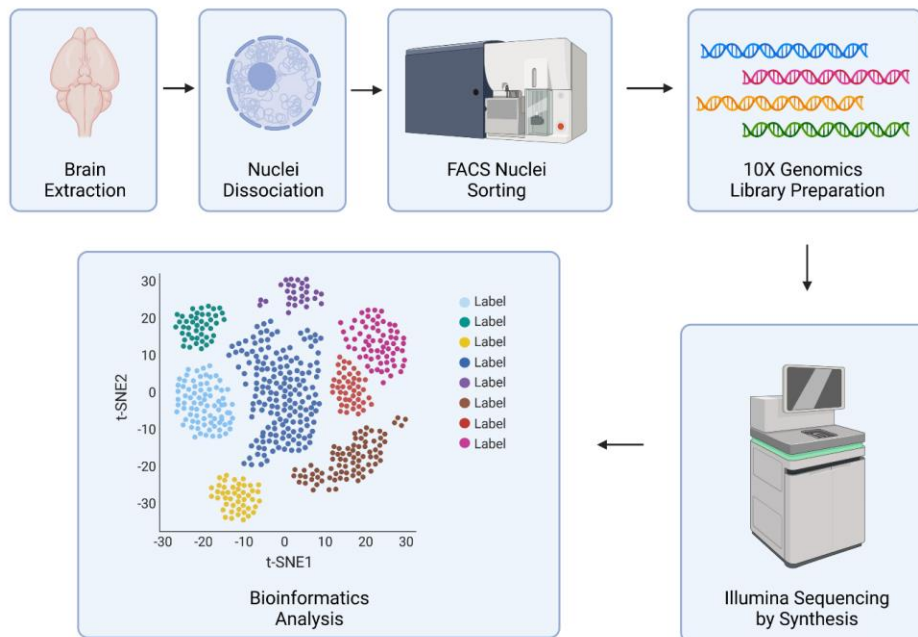 Brain
Extraction
Nuclei
Dissociation
FACS Nuclei
Sorting
10X Genomics
Library Preparation
30
20
10
0
-10
-20
-30
t-SNE2
-30 -20 -10 0 10 20 30
t-SNE1
Label
Label
Label
Label
Label
Label
Label
Label
Bioinformatics
Analysis
Illumina Sequencing
by Synthesis